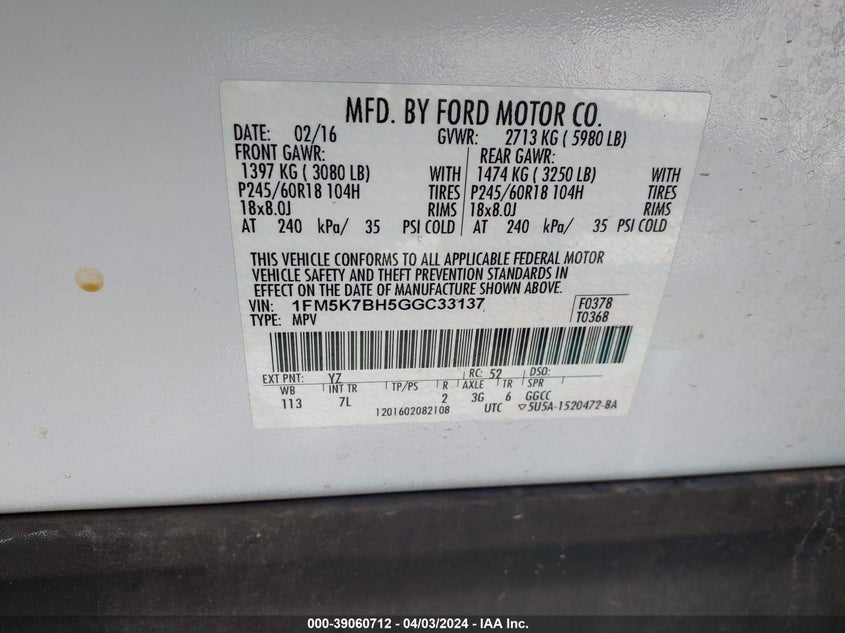 MFD. BY FORD MOTOR CO.
DATE: 02/16 GVWR: 2713 KG ( 5980 LB)
FRONT GAWR: REAR GAWR:
1397 KG ( 3080 LB) WITH 1474 KG ( 3250 LB) WITH
P245/60R18 104H TIRES P245/60R18 104H TIRES
18x8.0J RIMS 18x8.0J RIMS
AT 240 kPa/ 35 PSI COLD AT 240 kPa/ 35 PSI COLD
THIS VEHICLE CONFORMS TO ALL APPLICABLE FEDERAL MOTOR
VEHICLE SAFETY AND THEFT PREVENTION STANDARDS IN
EFFECT ON THE DATE OF MANUFACTURE SHOWN ABOVE.
VIN: 1FM5K7BH5GGC33137 F0378
TYPE: MPV T0368
EXT PNT: YZ RC: 52 DSO:
WB INT TR TP/PS R AXLE TR SPR
113 7L 2 3G 6 GGCC
1201602082108 UTC ▽5U5A-1520472-BA
000-39060712 - 04/03/2024 - IAA Inc.